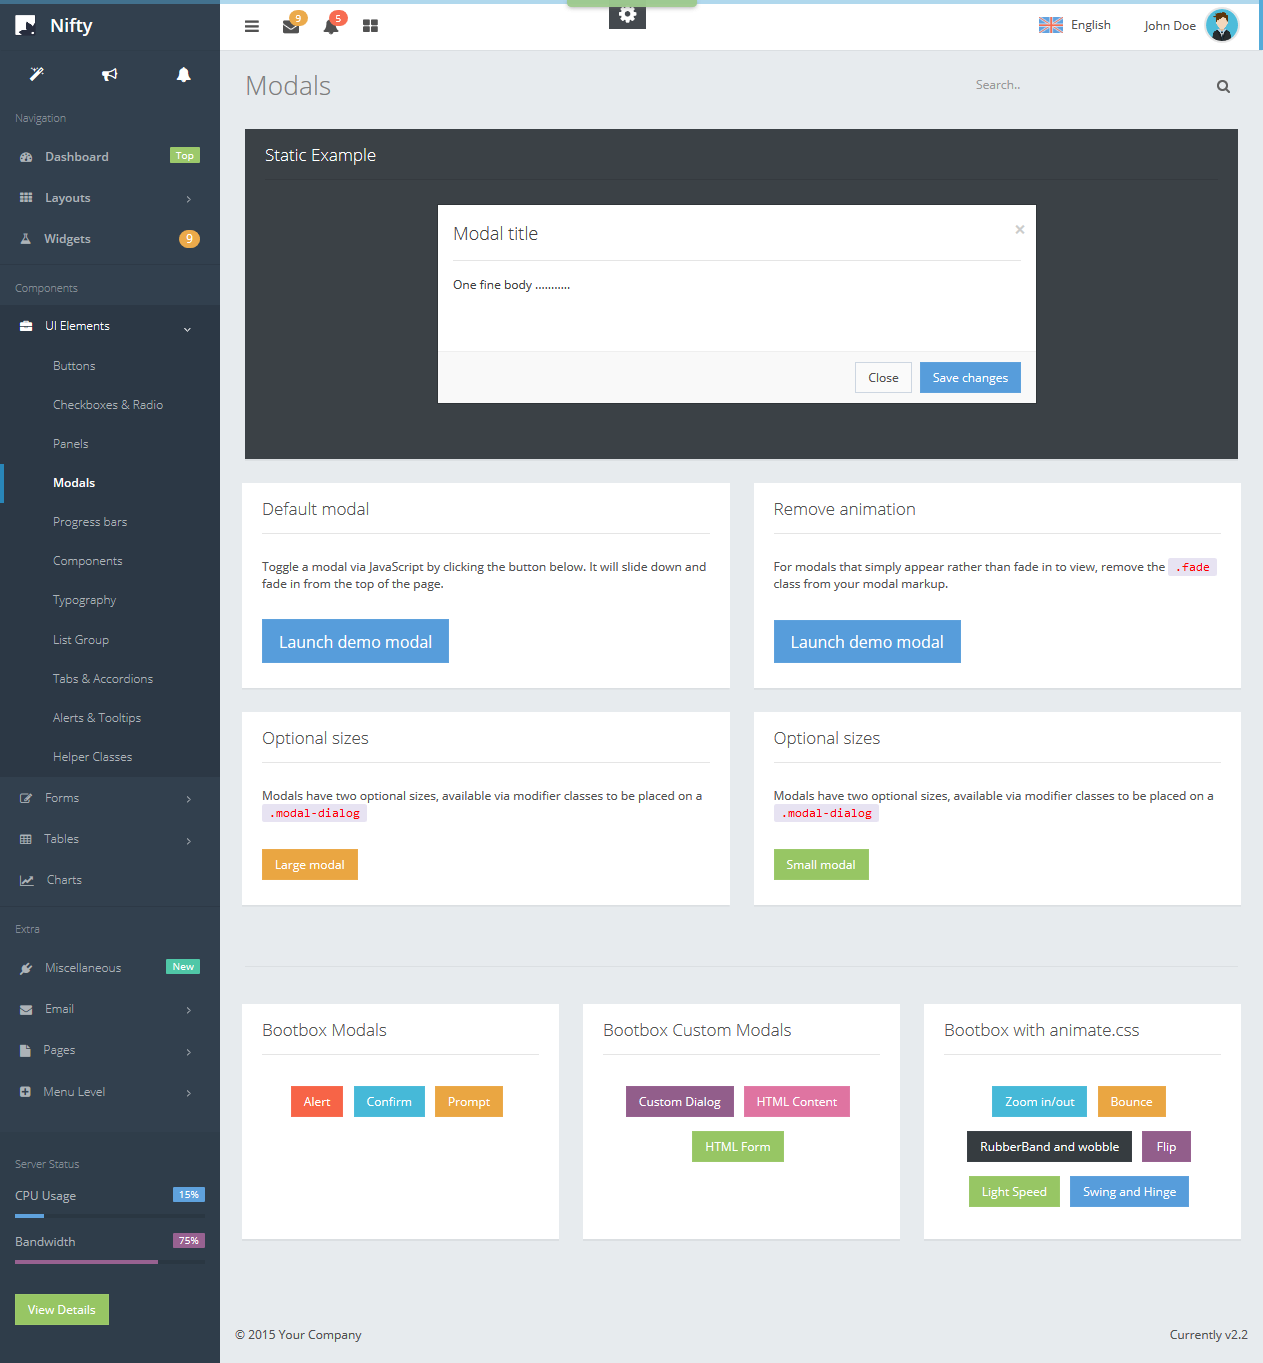 Nifty
9
5
English
John Doe
Modals
Search..
Navigation
Dashboard
Top
Layouts
Widgets
9
Components
UI Elements
Buttons
Checkboxes & Radio
Panels
Modals
Progress bars
Components
Typography
List Group
Tabs & Accordions
Alerts & Tooltips
Helper Classes
Forms
Tables
Charts
Extra
Miscellaneous
New
Email
Pages
Menu Level
Server Status
CPU Usage
15%
Bandwidth
75%
View Details
Static Example
Modal title
×
One fine body ...........
Close
Save changes
Default modal
Toggle a modal via JavaScript by clicking the button below. It will slide down and
fade in from the top of the page.
Launch demo modal
Remove animation
For modals that simply appear rather than fade in to view, remove the .fade
class from your modal markup.
Launch demo modal
Optional sizes
Modals have two optional sizes, available via modifier classes to be placed on a
.modal-dialog
Large modal
Optional sizes
Modals have two optional sizes, available via modifier classes to be placed on a
.modal-dialog
Small modal
Bootbox Modals
Alert
Confirm
Prompt
Bootbox Custom Modals
Custom Dialog
HTML Content
HTML Form
Bootbox with animate.css
Zoom in/out
Bounce
RubberBand and wobble
Flip
Light Speed
Swing and Hinge
© 2015 Your Company
Currently v2.2